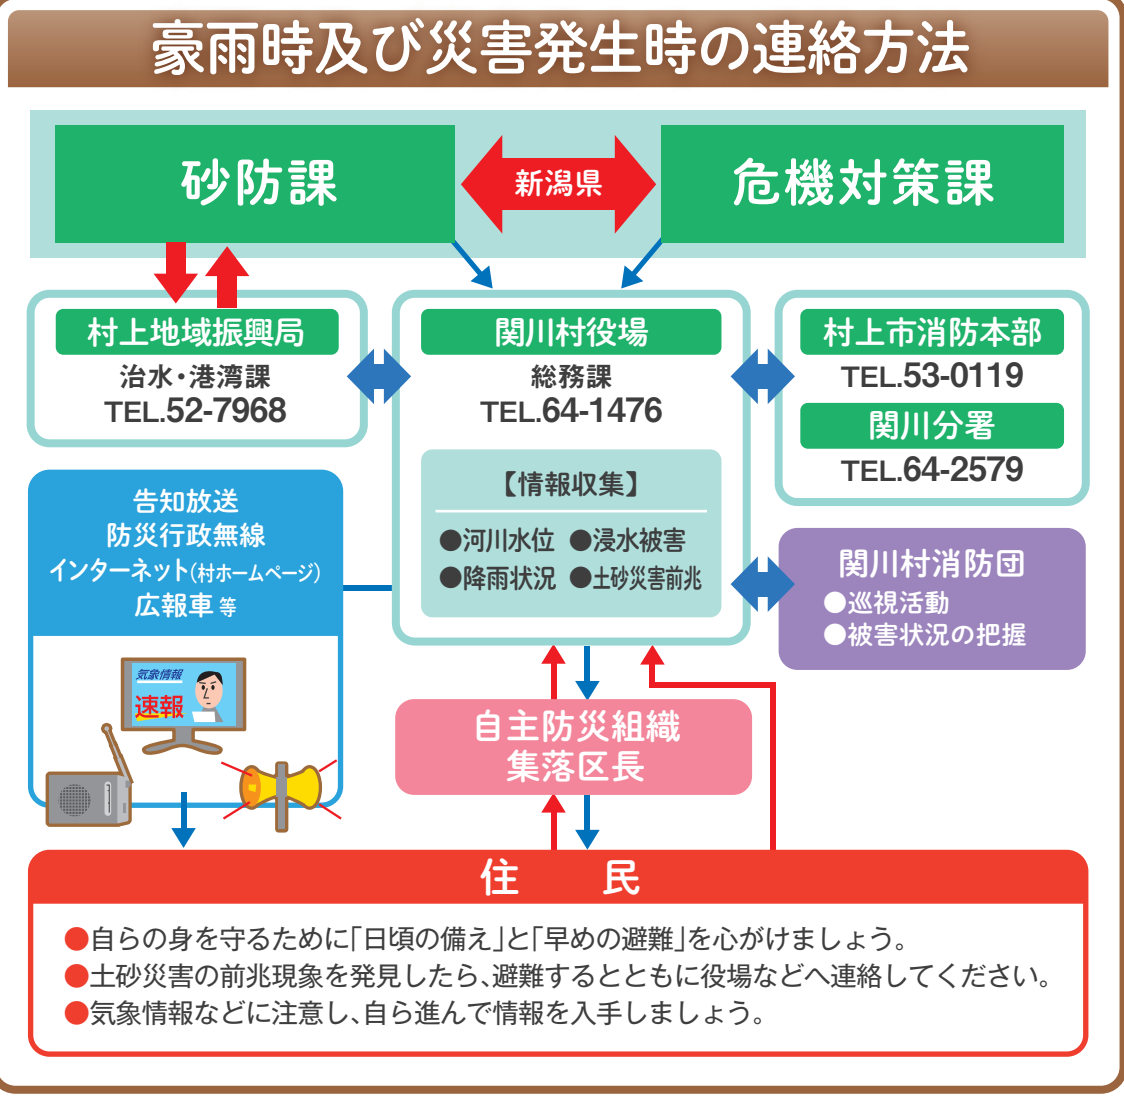 豪雨時及び災害発生時の連絡方法
砂防課
新潟県
危機対策課
村上地域振興局
治水・港湾課
TEL.52-7968
関川村役場
総務課
TEL.64-1476
【情報収集】
●河川水位 ●浸水被害
●降雨状況 ●土砂災害前兆
村上市消防本部
TEL.53-0119
関川分署
TEL.64-2579
告知放送
防災行政無線
インターネット(村ホームページ)
広報車 等
気象情報
速報
関川村消防団
●巡視活動
●被害状況の把握
自主防災組織
集落区長
住 民
●自らの身を守るために「日頃の備え」と「早めの避難」を心がけましょう。
●土砂災害の前兆現象を発見したら、避難するとともに役場などへ連絡してください。
●気象情報などに注意し、自ら進んで情報を入手しましょう。